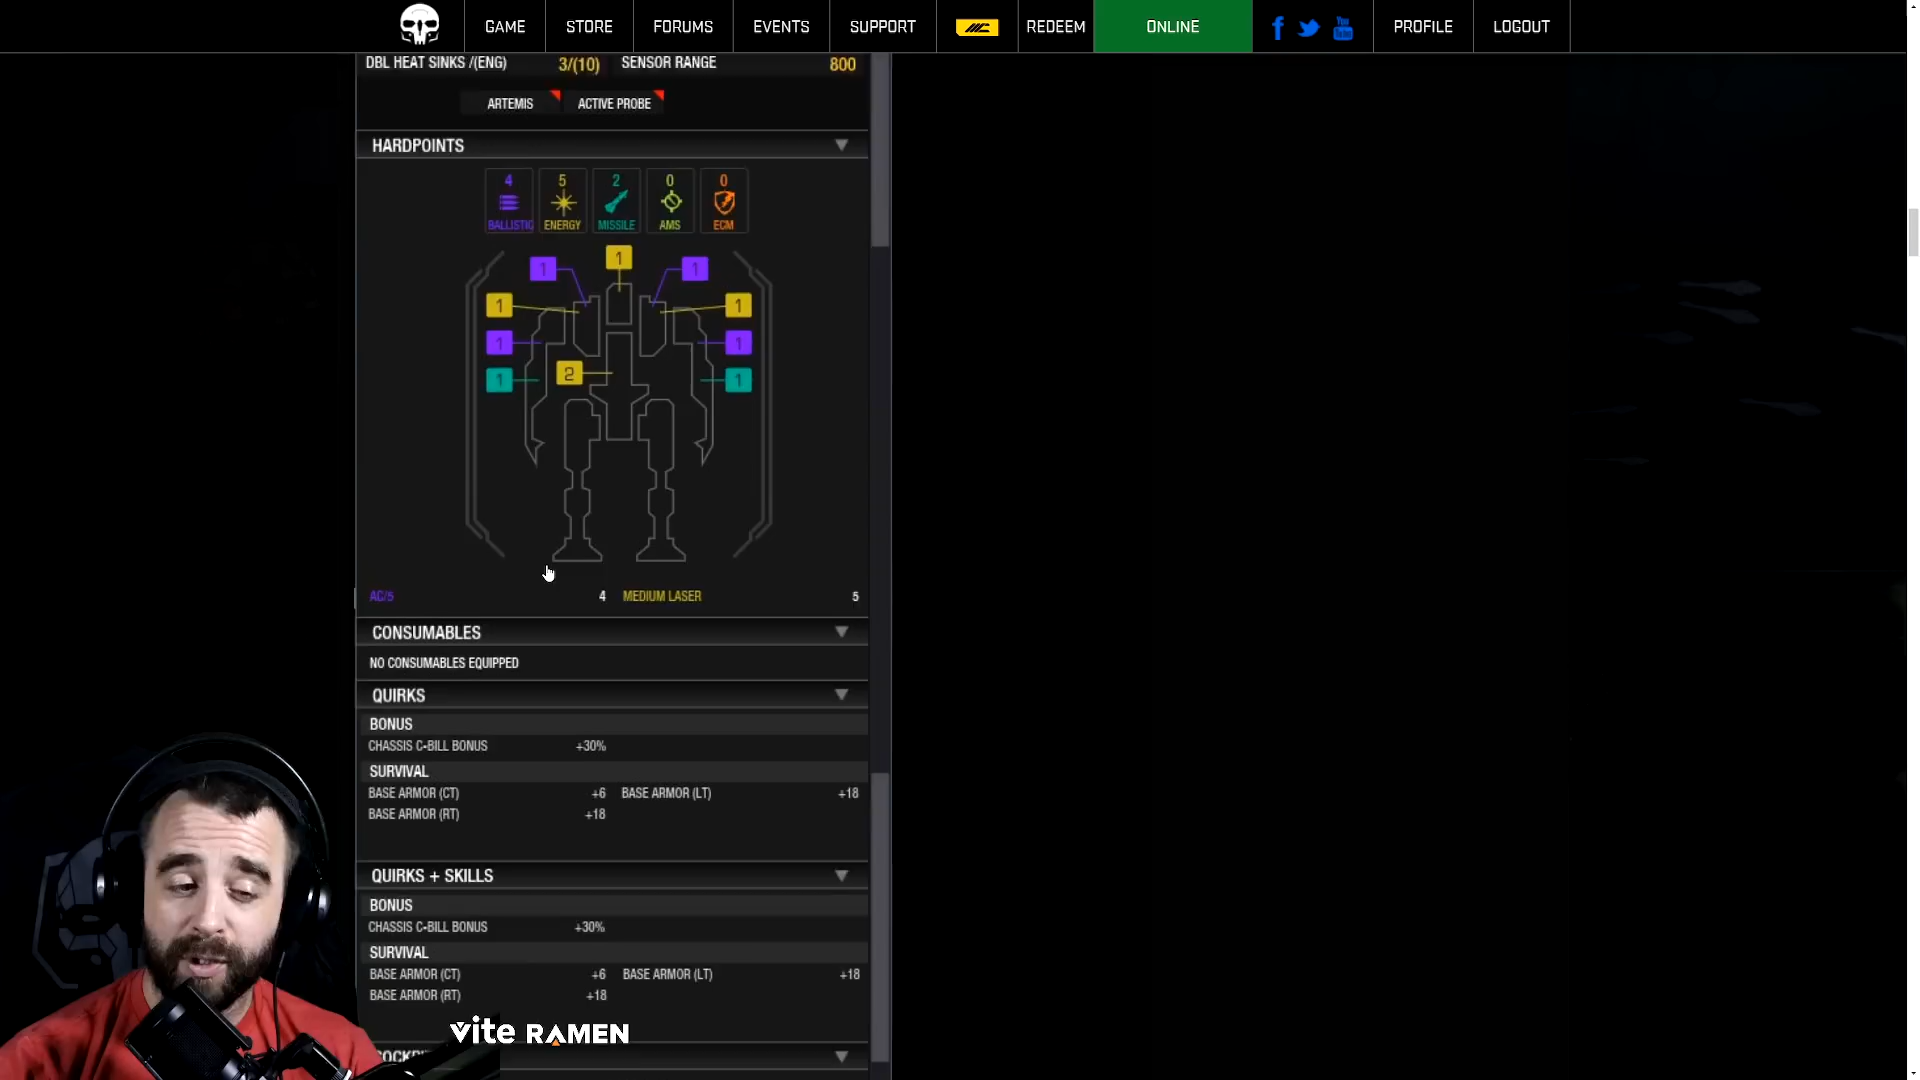 GAME STORE FORUMS EVENTS SUPPORT MC REDEEM ONLINE f You Tube PROFILE LOGOUT
DBL HEAT SINKS /(ENG) 3/(10) SENSOR RANGE 800
ARTEMIS ACTIVE PROBE
HARDPOINTS
4 5 2 0 0
BALLISTIC ENERGY MISSILE AMS ECM
1
1 1
1 1
1 1
2
1 1
AC/5 4 MEDIUM LASER 5
CONSUMABLES
NO CONSUMABLES EQUIPPED
QUIRKS
BONUS
CHASSIS C-BILL BONUS +30%
SURVIVAL
BASE ARMOR (CT) +6 BASE ARMOR (LT) +18
BASE ARMOR (RT) +18
QUIRKS + SKILLS
BONUS
CHASSIS C-BILL BONUS +30%
SURVIVAL
BASE ARMOR (CT) +6 BASE ARMOR (LT) +18
BASE ARMOR (RT) +18
vite RAMEN